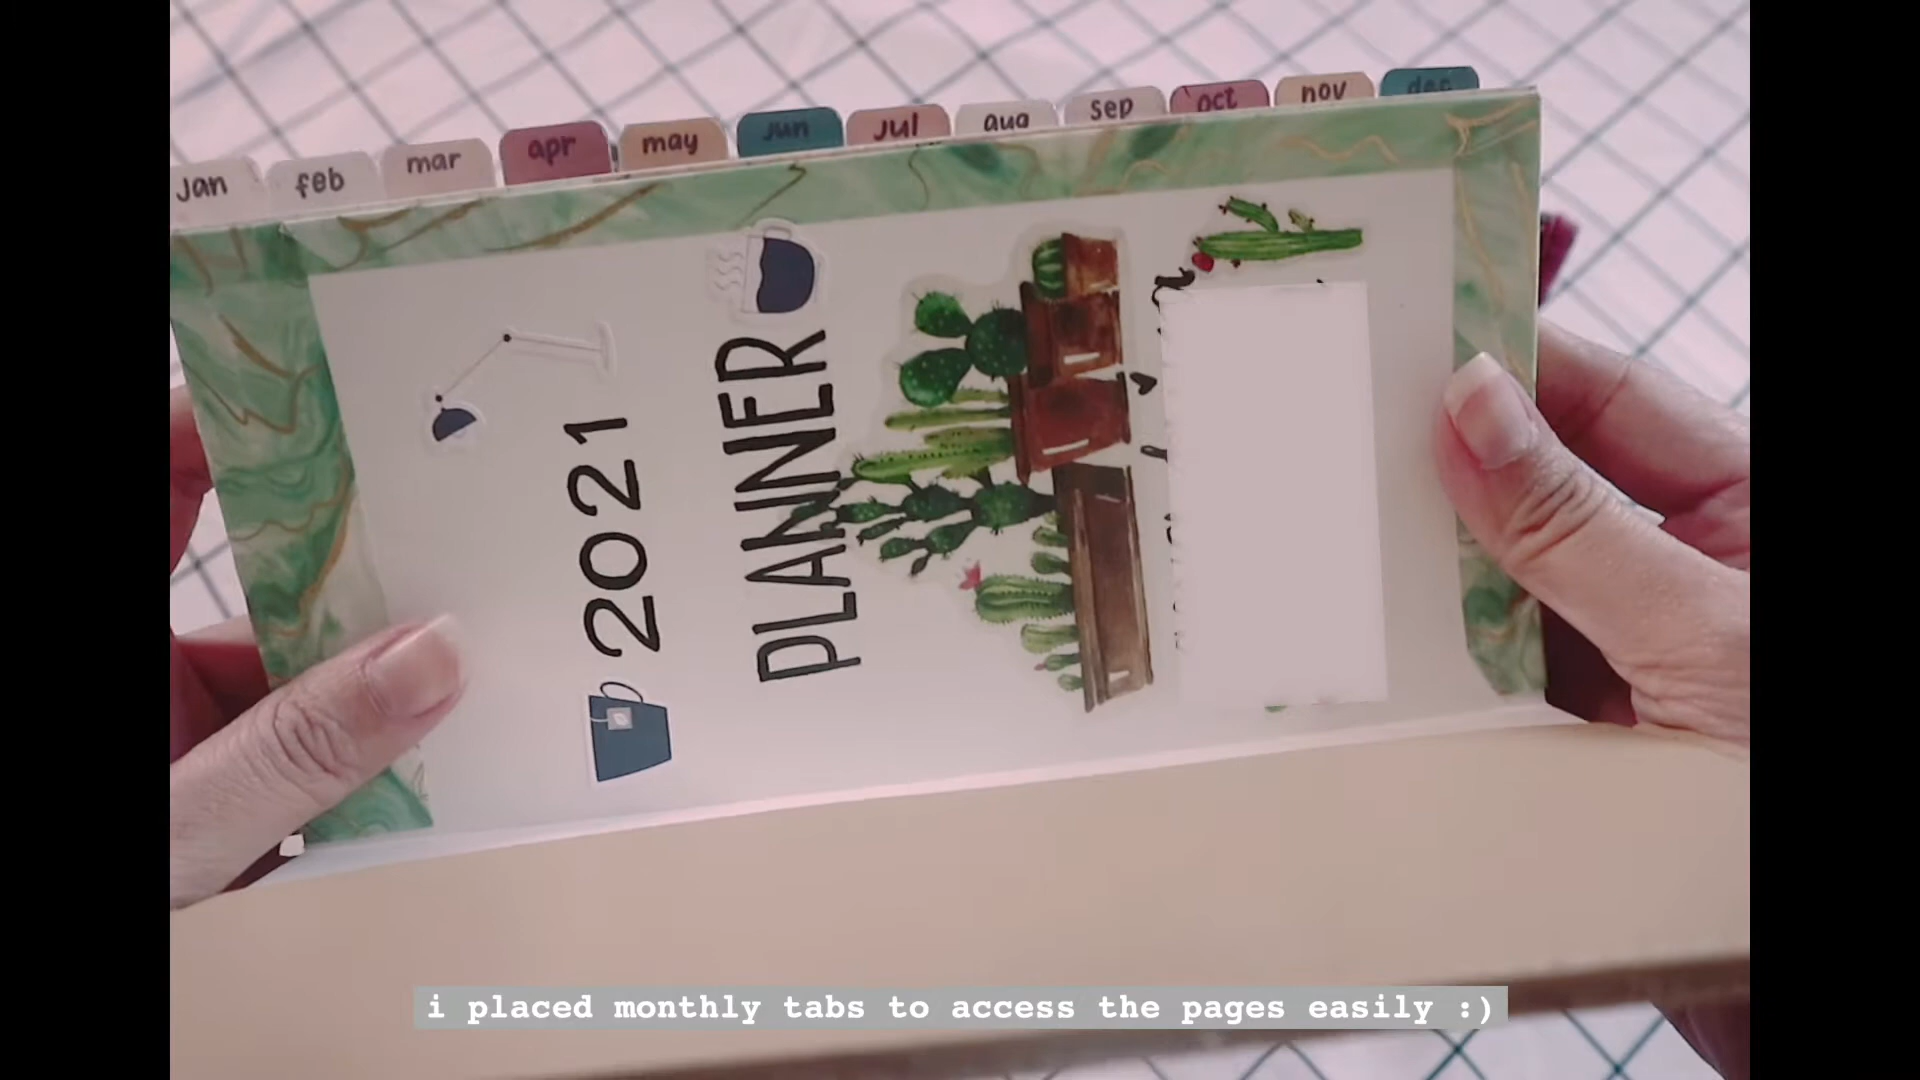 Jan
feb
mar
apr
may
Jun
Jul
aug
sep
oct
nov
dec
2021
PLANNER
i placed monthly tabs to access the pages easily :)